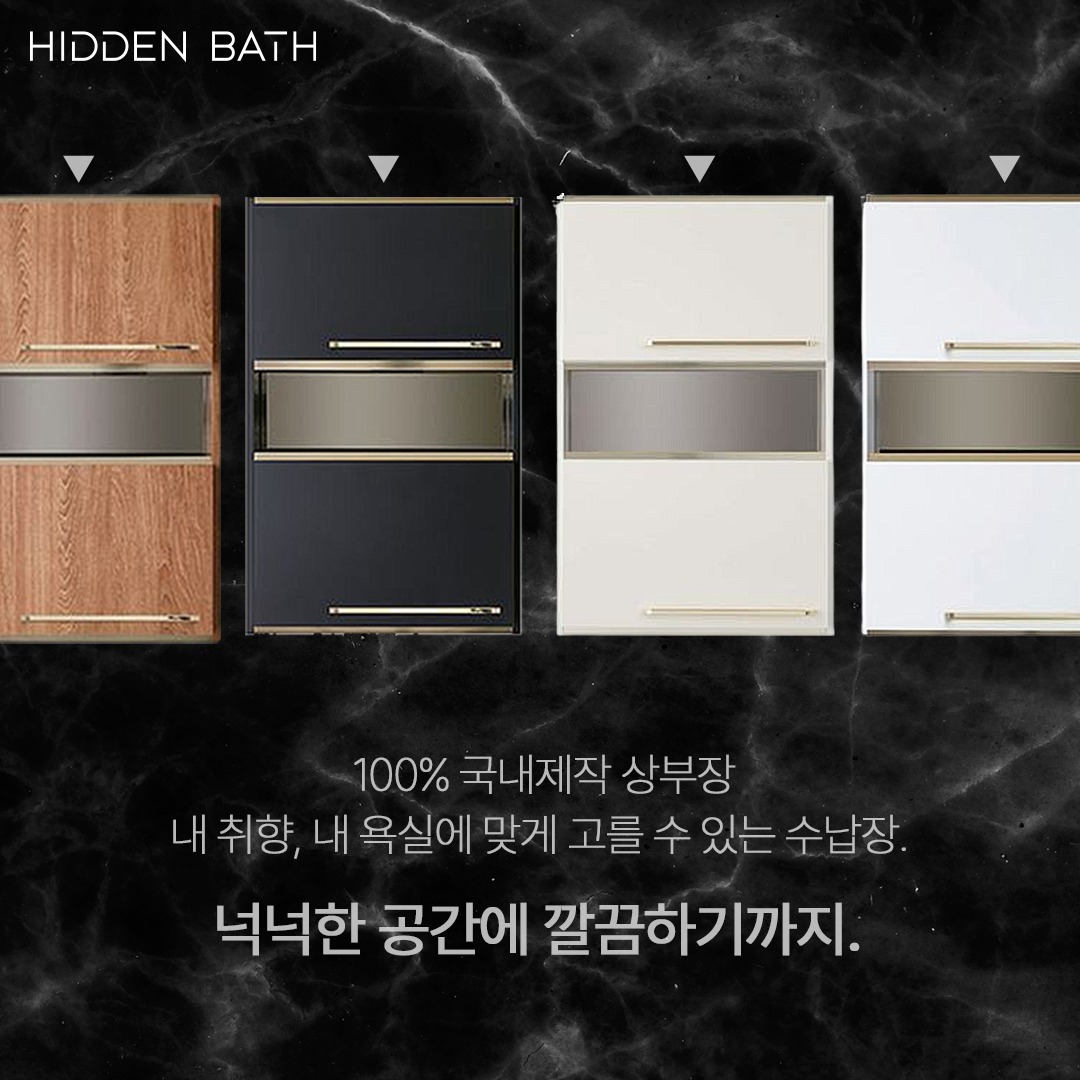 HIDDEN BATH
100% 국내제작 상부장
내 취향, 내 욕실에 맞게 고를 수 있는 수납장.
넉넉한 공간에 깔끔하기까지.